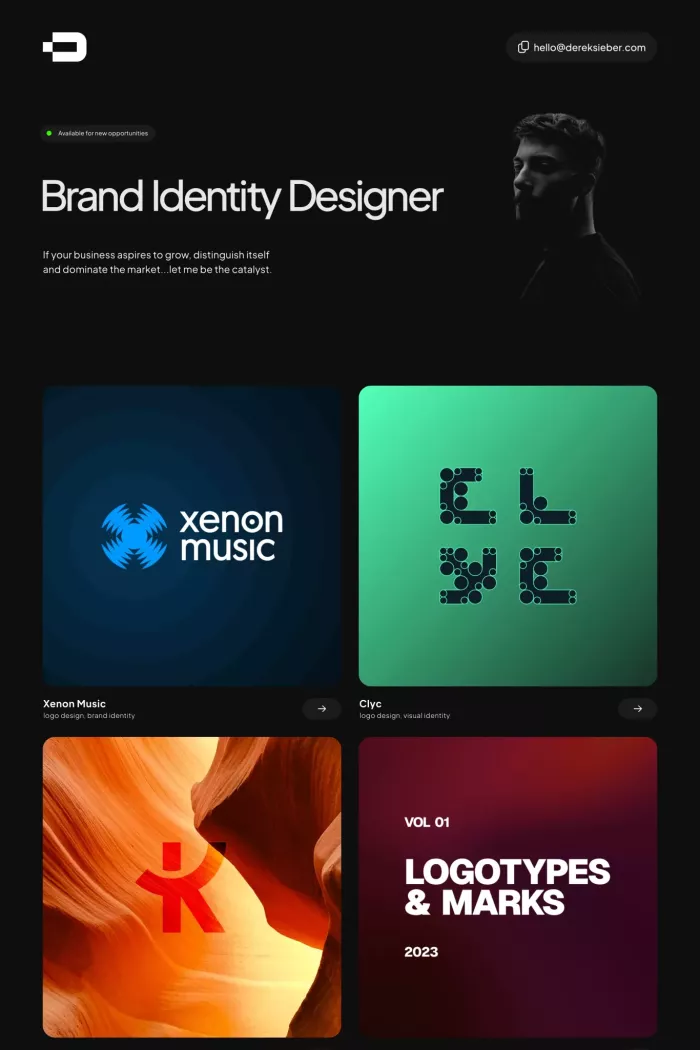 hello@dereksieber.com
Available for new opportunities
Brand Identity Designer
If your business aspires to grow, distinguish itself
and dominate the market...let me be the catalyst.
xenon
music
CL
YC
Xenon Music
logo design, brand identity
Clyc
logo design, visual identity
K
VOL 01
LOGOTYPES
& MARKS
2023